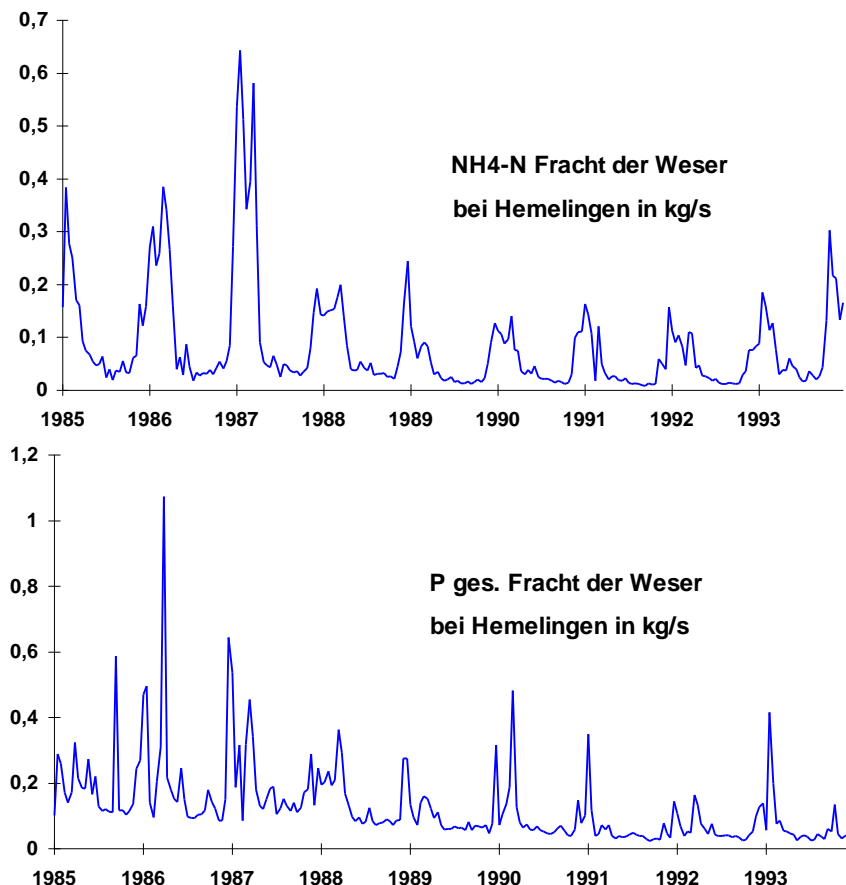 0,7
0,6
0,5
0,4
0,3
0,2
0,1
0
NH4-N Fracht der Weser
bei Hemelingen in kg/s
1985 1986 1987 1988 1989 1990 1991 1992 1993
1,2
1
0,8
0,6
0,4
0,2
0
P ges. Fracht der Weser
bei Hemelingen in kg/s
1985 1986 1987 1988 1989 1990 1991 1992 1993